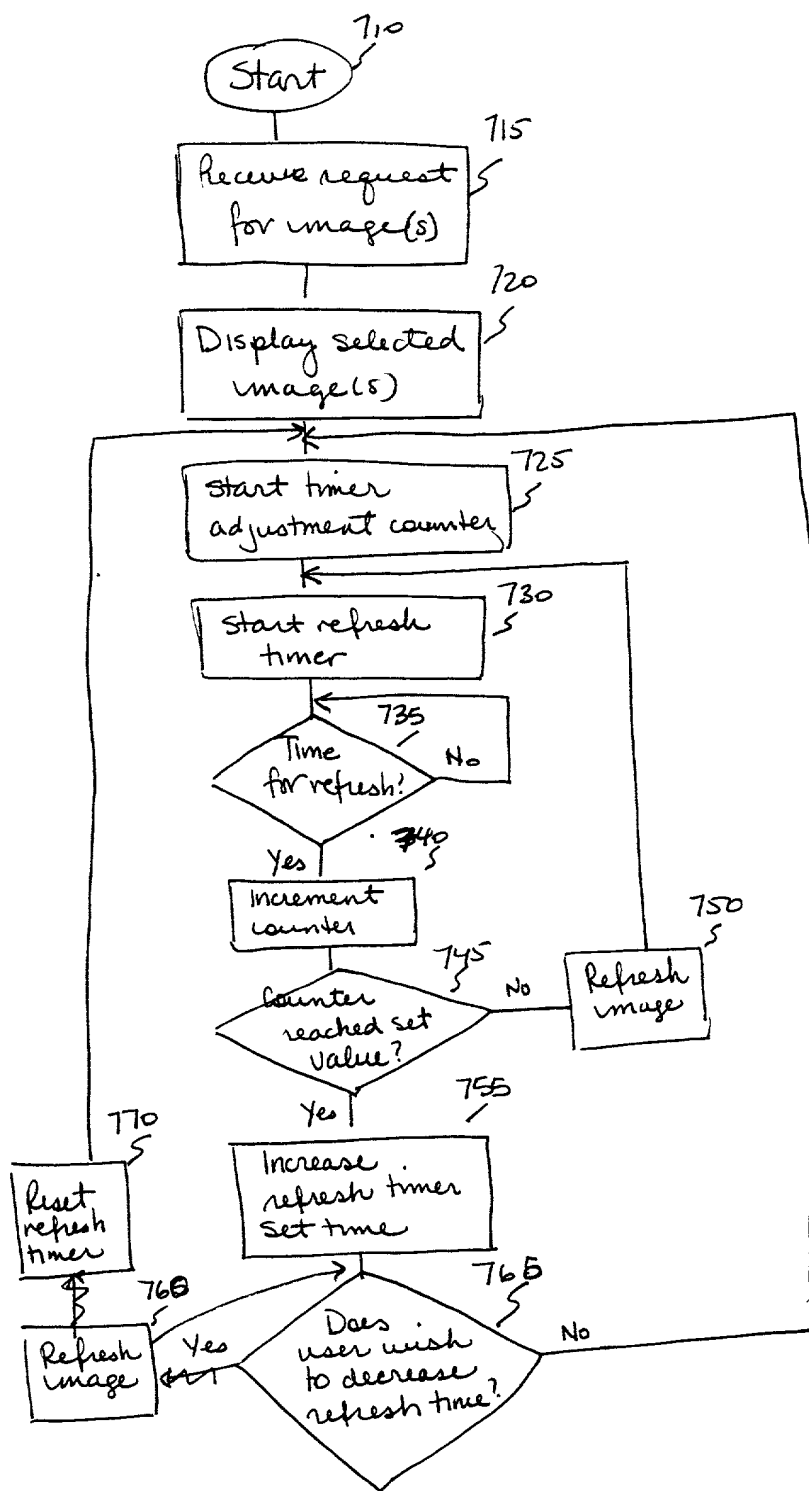 710
Start
715
Receive request
for image(s)
720
Display selected
image(s)
725
Start timer
adjustment counter
730
Start refresh
timer
735
Time
for refresh?
No
Yes
740
Increment
counter
745
Counter
reached set
value?
No
750
Refresh
image
Yes
755
Increase
refresh timer
set time
770
Reset
refresh
timer
760
Refresh
image
Yes
765
Does
user wish
to decrease
refresh time?
No